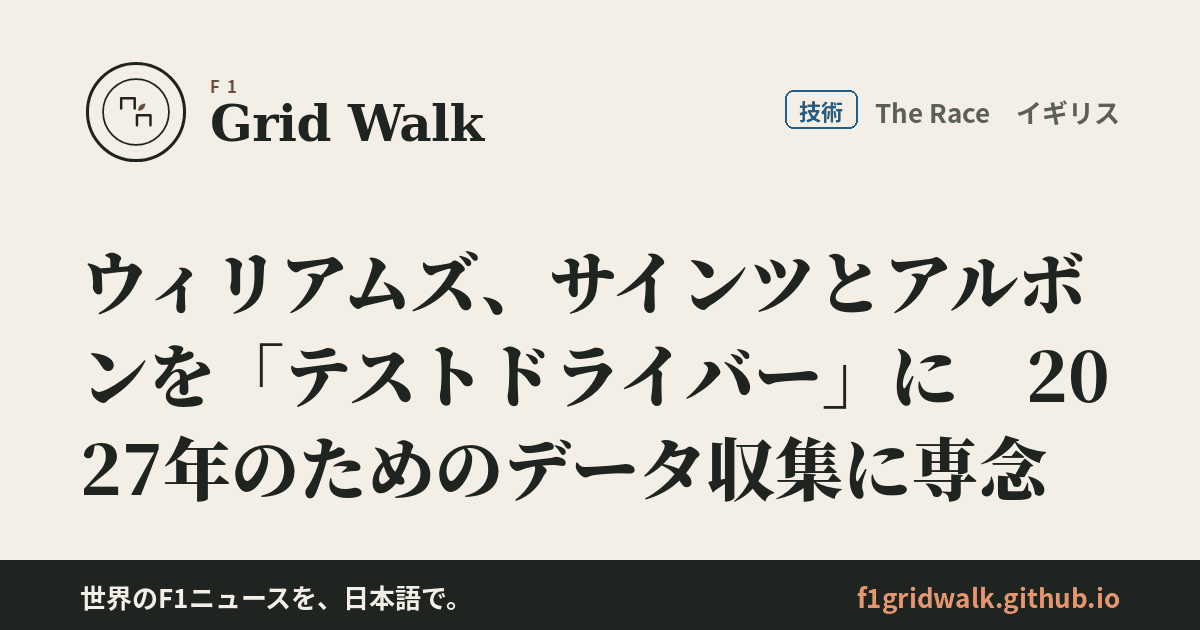 F1
Grid Walk
技術
The Race　イギリス
ウィリアムズ、サインツとアルボ
ンを「テストドライバー」に　20
27年のためのデータ収集に専念
世界のF1ニュースを、日本語で。
f1gridwalk.github.io